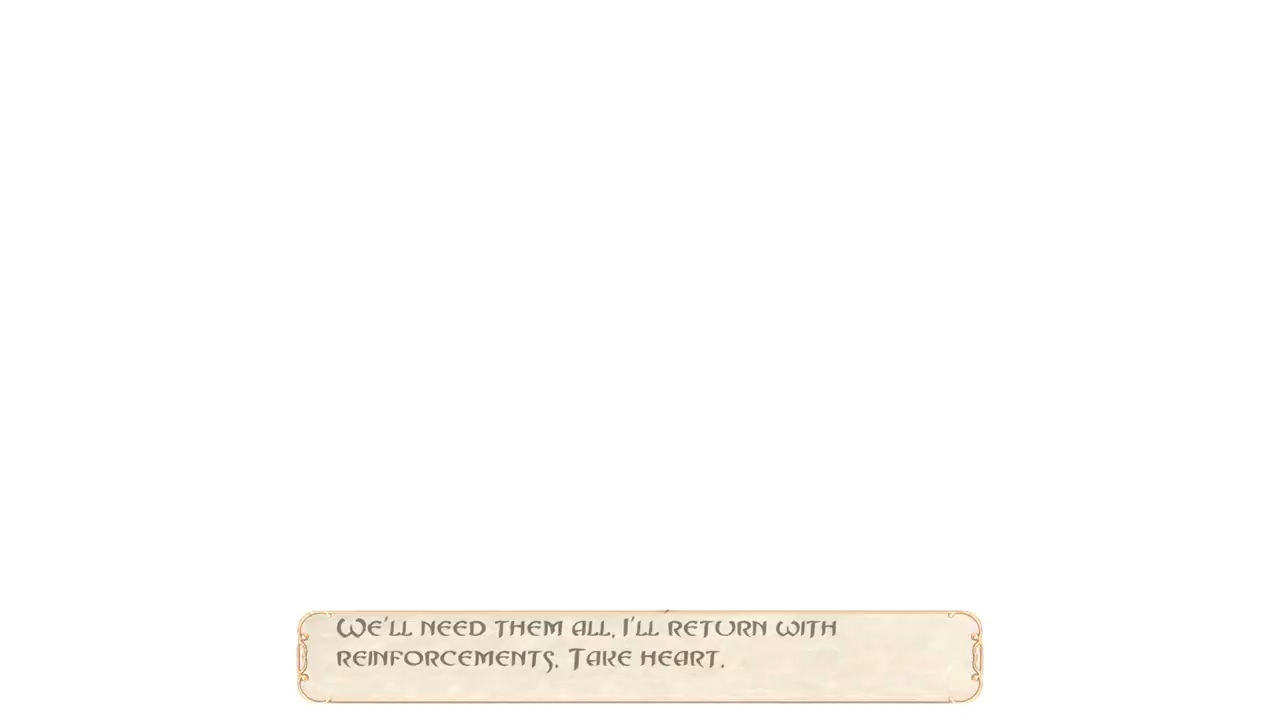 We'll need them all, I'll return with
reinforcements. Take heart.